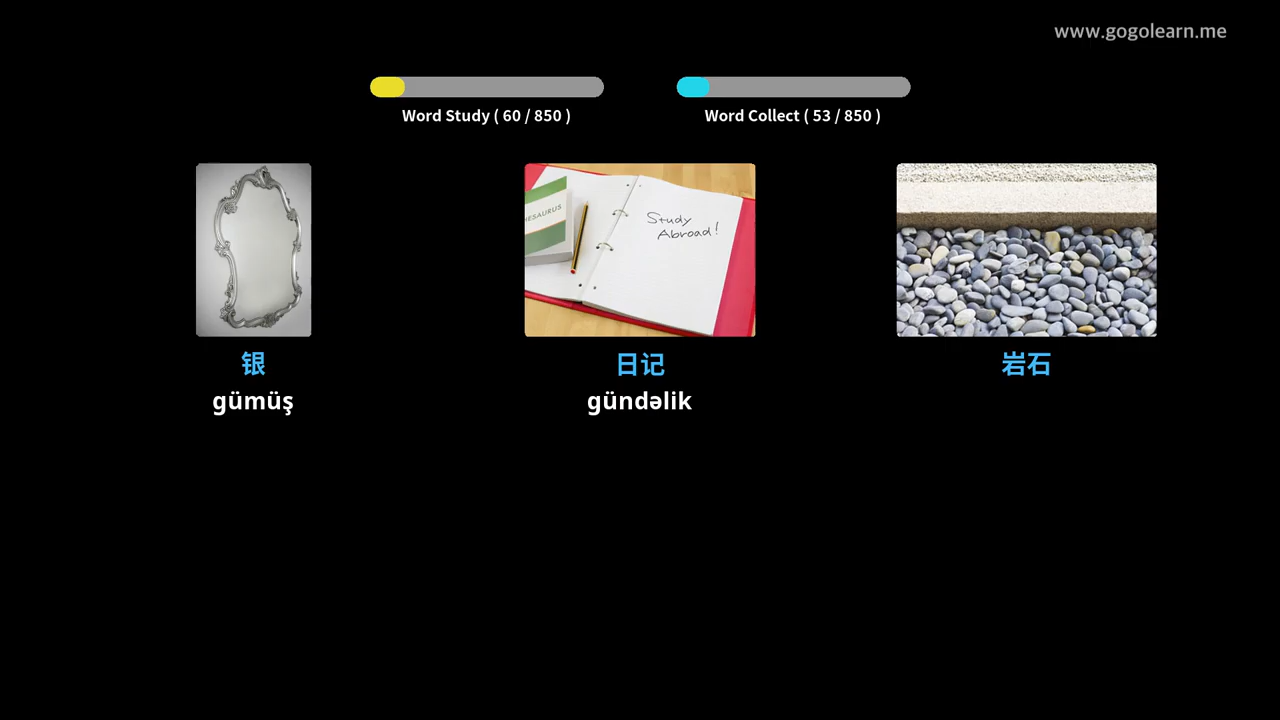 www.gogolearn.me
Word Study ( 60 / 850 )
Word Collect ( 53 / 850 )
HESAURUS
Study
Abroad!
银
日记
岩石
gümüş
gündəlik